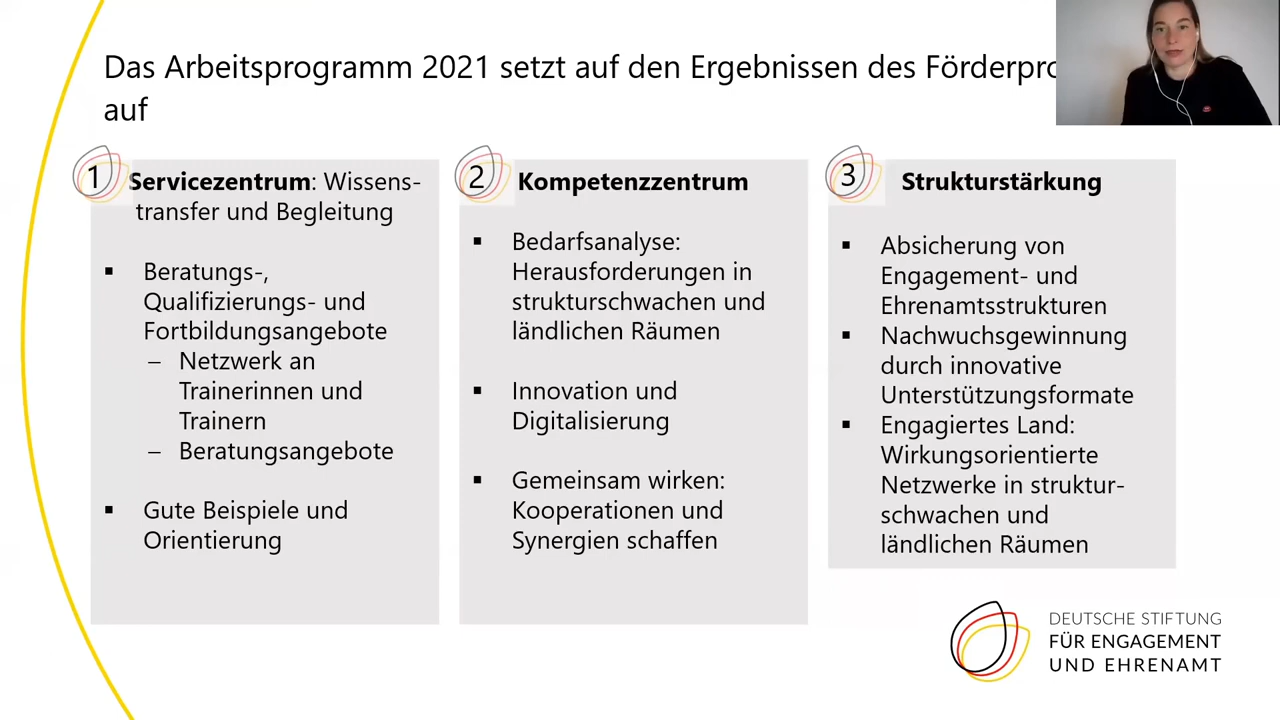 Das Arbeitsprogramm 2021 setzt auf den Ergebnissen des
auf
1
Servicezentrum: Wissens-
transfer und Begleitung
▪ Beratungs-,
Qualifizierungs- und
Fortbildungsangebote
– Netzwerk an
Trainerinnen und
Trainern
– Beratungsangebote
▪ Gute Beispiele und
Orientierung
2
Kompetenzzentrum
▪ Bedarfsanalyse:
Herausforderungen in
strukturschwachen und
ländlichen Räumen
▪ Innovation und
Digitalisierung
▪ Gemeinsam wirken:
Kooperationen und
Synergien schaffen
3
Strukturstärkung
▪ Absicherung von
Engagement- und
Ehrenamtsstrukturen
▪ Nachwuchsgewinnung
durch innovative
Unterstützungsformate
▪ Engagiertes Land:
Wirkungsorientierte
Netzwerke in struktur-
schwachen und
ländlichen Räumen
DEUTSCHE STIFTUNG
FÜR ENGAGEMENT
UND EHRENAMT